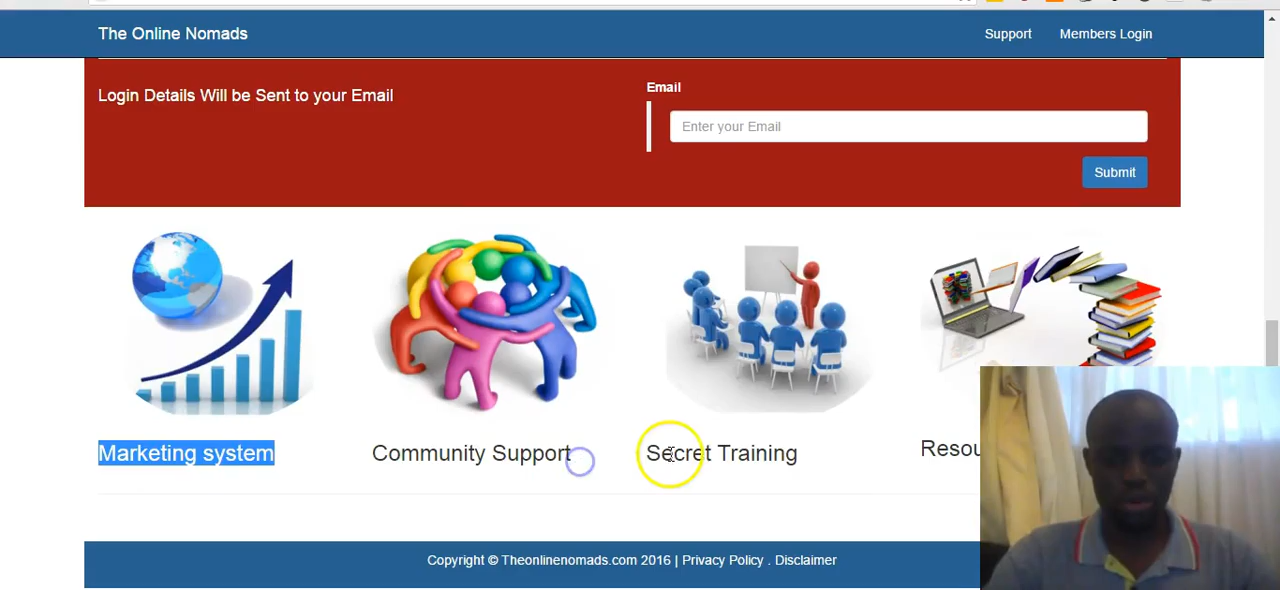 The Online Nomads
Support
Members Login
Login Details Will be Sent to your Email
Email
Enter your Email
Submit
Marketing system
Community Support
Secret Training
Resou
Copyright © Theonlinenomads.com 2016 | Privacy Policy . Disclaimer